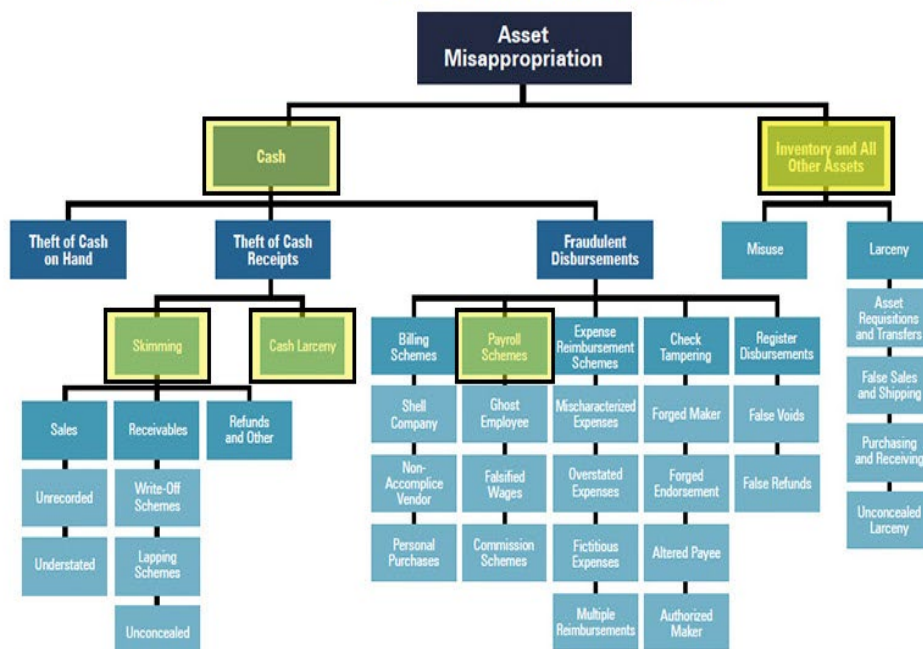 Asset
Misappropriation
Cash
Inventory and All
Other Assets
Theft of Cash
on Hand
Theft of Cash
Receipts
Fraudulent
Disbursements
Misuse
Larceny
Skimming
Cash Larceny
Billing Schemes
Payroll
Schemes
Expense
Reimbursement
Schemes
Check
Tampering
Register
Disbursements
Asset
Requisitions
and Transfers
Sales
Receivables
Refunds
and Other
Shell
Company
Ghost
Employee
Mischaracterized
Expenses
Forged Maker
False Voids
False Sales
and Shipping
Unrecorded
Write-Off
Schemes
Non-
Accomplice
Vendor
Falsified
Wages
Overstated
Expenses
Forged
Endorsement
False Refunds
Purchasing
and Receiving
Understated
Lapping
Schemes
Personal
Purchases
Commission
Schemes
Fictitious
Expenses
Altered Payee
Unconcealed
Larceny
Unconcealed
Multiple
Reimbursements
Authorized
Maker